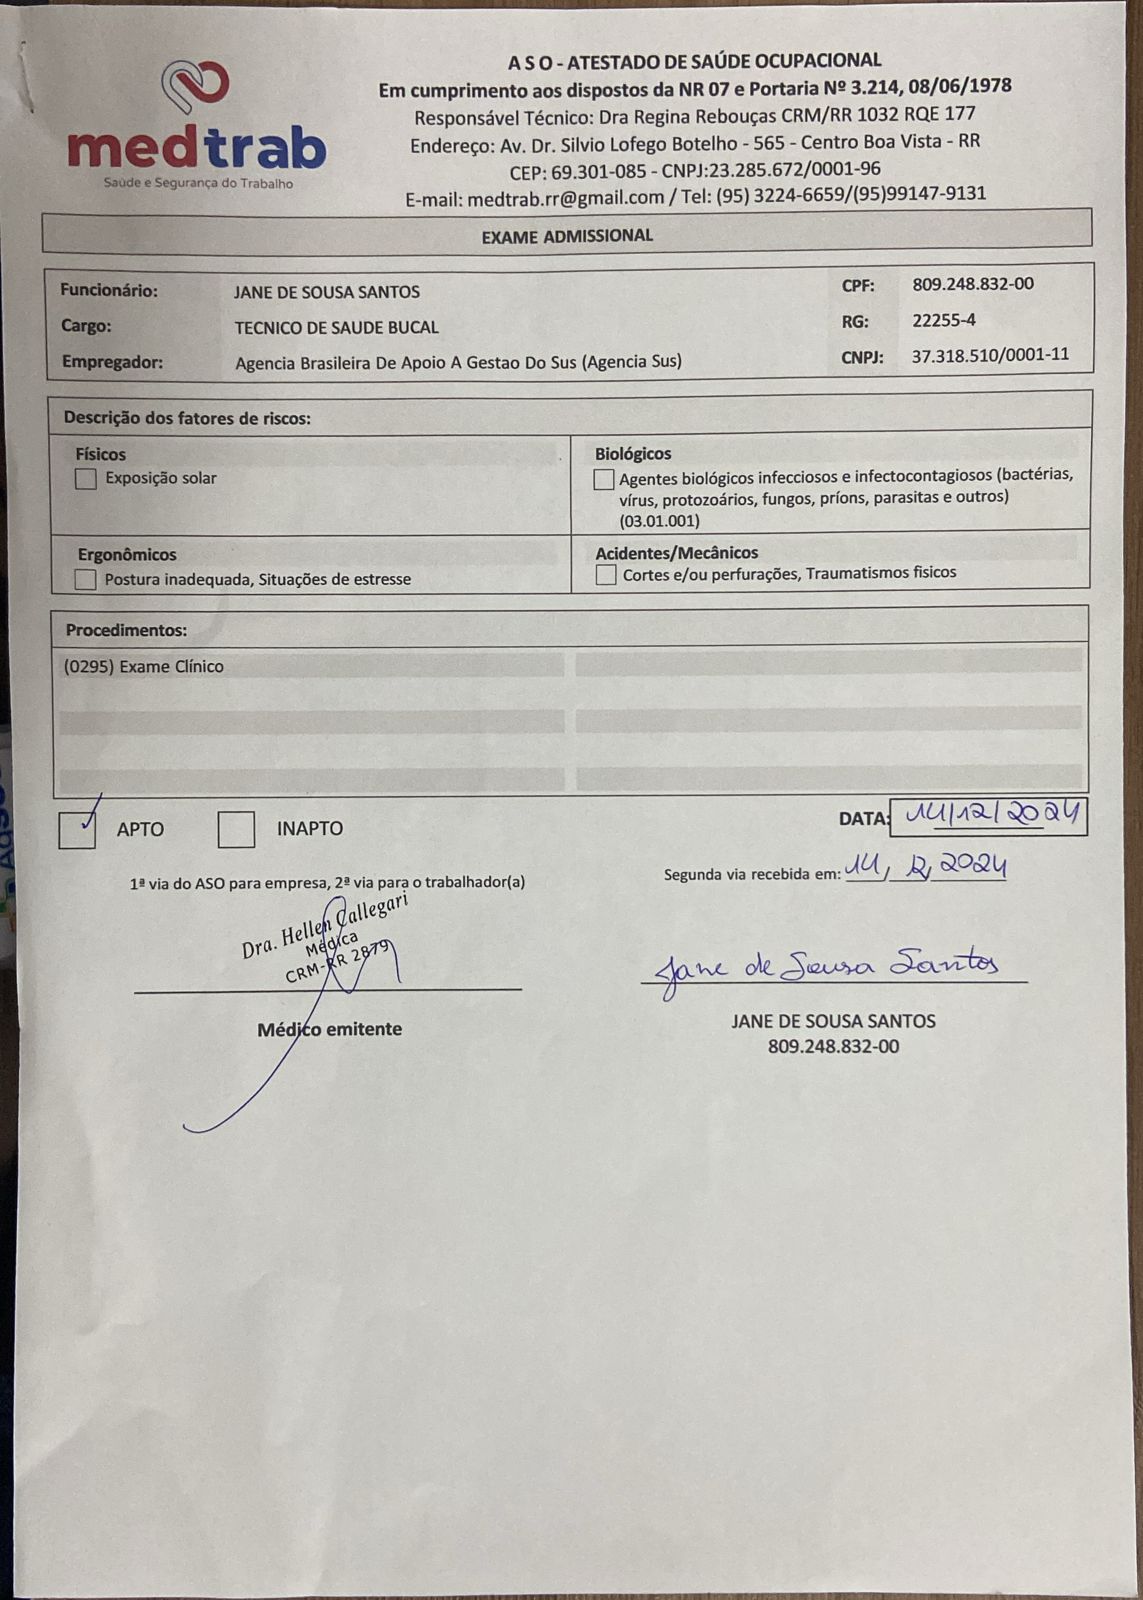 medtrab
Saúde e Segurança do Trabalho
A S O - ATESTADO DE SAÚDE OCUPACIONAL
Em cumprimento aos dispostos da NR 07 e Portaria Nº 3.214, 08/06/1978
Responsável Técnico: Dra Regina Rebouças CRM/RR 1032 RQE 177
Endereço: Av. Dr. Silvio Lofego Botelho - 565 - Centro Boa Vista - RR
CEP: 69.301-085 - CNPJ:23.285.672/0001-96
E-mail: medtrab.rr@gmail.com / Tel: (95) 3224-6659/(95)99147-9131
EXAME ADMISSIONAL
Funcionário: JANE DE SOUSA SANTOS CPF: 809.248.832-00
Cargo: TECNICO DE SAUDE BUCAL RG: 22255-4
Empregador: Agencia Brasileira De Apoio A Gestao Do Sus (Agencia Sus) CNPJ: 37.318.510/0001-11
Descrição dos fatores de riscos:
Físicos
Exposição solar
Biológicos
Agentes biológicos infecciosos e infectocontagiosos (bactérias,
vírus, protozoários, fungos, príons, parasitas e outros)
(03.01.001)
Ergonômicos
Postura inadequada, Situações de estresse
Acidentes/Mecânicos
Cortes e/ou perfurações, Traumatismos fisicos
Procedimentos:
(0295) Exame Clínico
APTO INAPTO DATA: 14/12/2024
1ª via do ASO para empresa, 2ª via para o trabalhador(a)
Segunda via recebida em: 14, 12, 2024
Dra. Hellen Callegari
Médica
CRM-RR 2879
Médico emitente
Jane de Sousa Santos
JANE DE SOUSA SANTOS
809.248.832-00